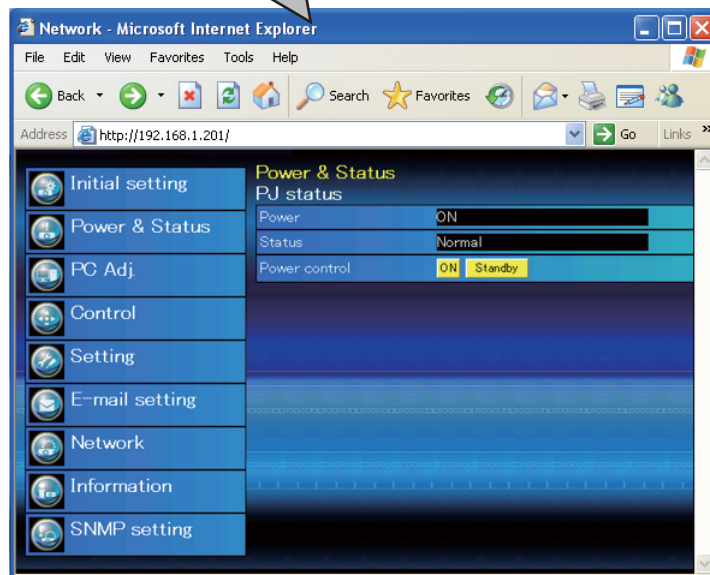 Network - Microsoft Internet Explorer
File Edit View Favorites Tools Help
Back Search Favorites
Address http://192.168.1.201/ Go Links »
Initial setting
Power & Status
PC Adj.
Control
Setting
E-mail setting
Network
Information
SNMP setting
Power & Status
PJ status
Power ON
Status Normal
Power control ON Standby